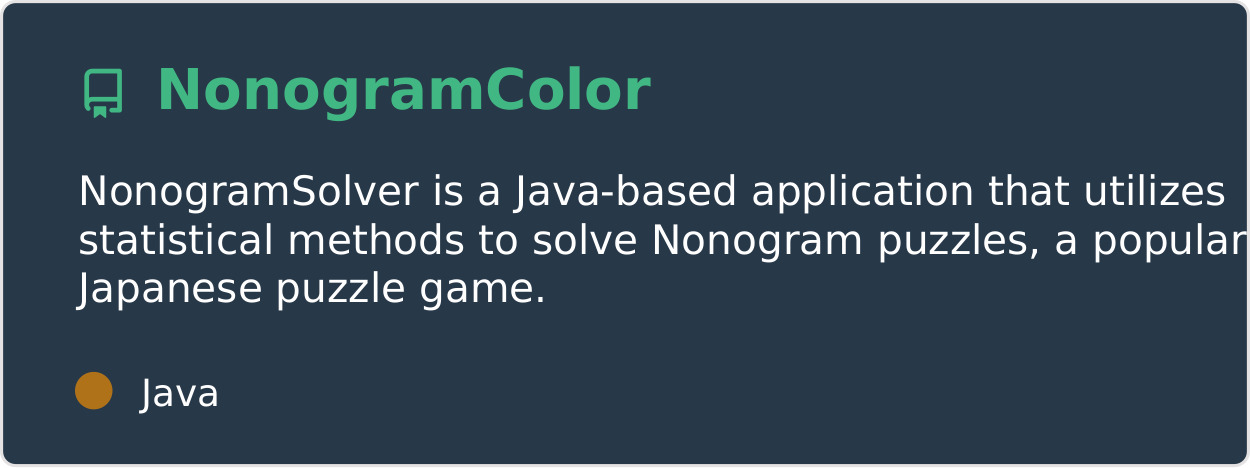 NonogramColor
NonogramSolver is a Java-based application that utilizes
statistical methods to solve Nonogram puzzles, a popular
Japanese puzzle game.
Java